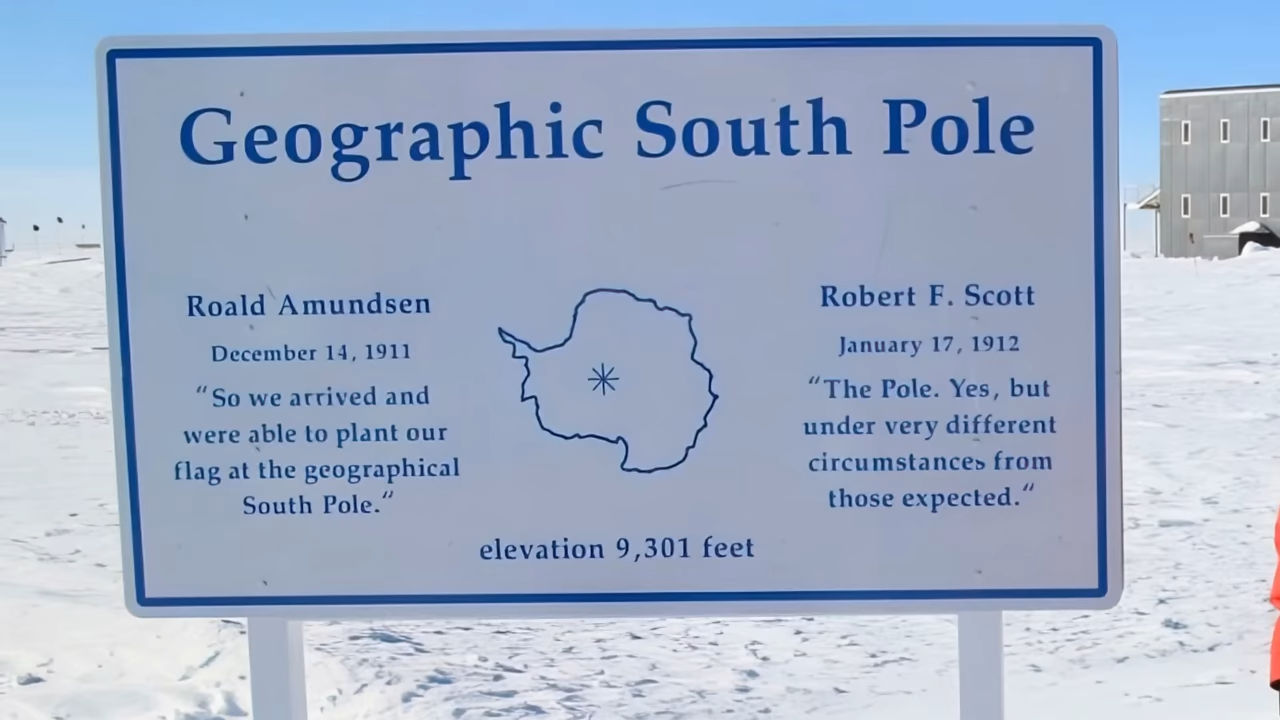 Geographic South Pole
Roald Amundsen
December 14, 1911
“So we arrived and
were able to plant our
flag at the geographical
South Pole.“
Robert F. Scott
January 17, 1912
“The Pole. Yes, but
under very different
circumstances from
those expected.“
elevation 9,301 feet